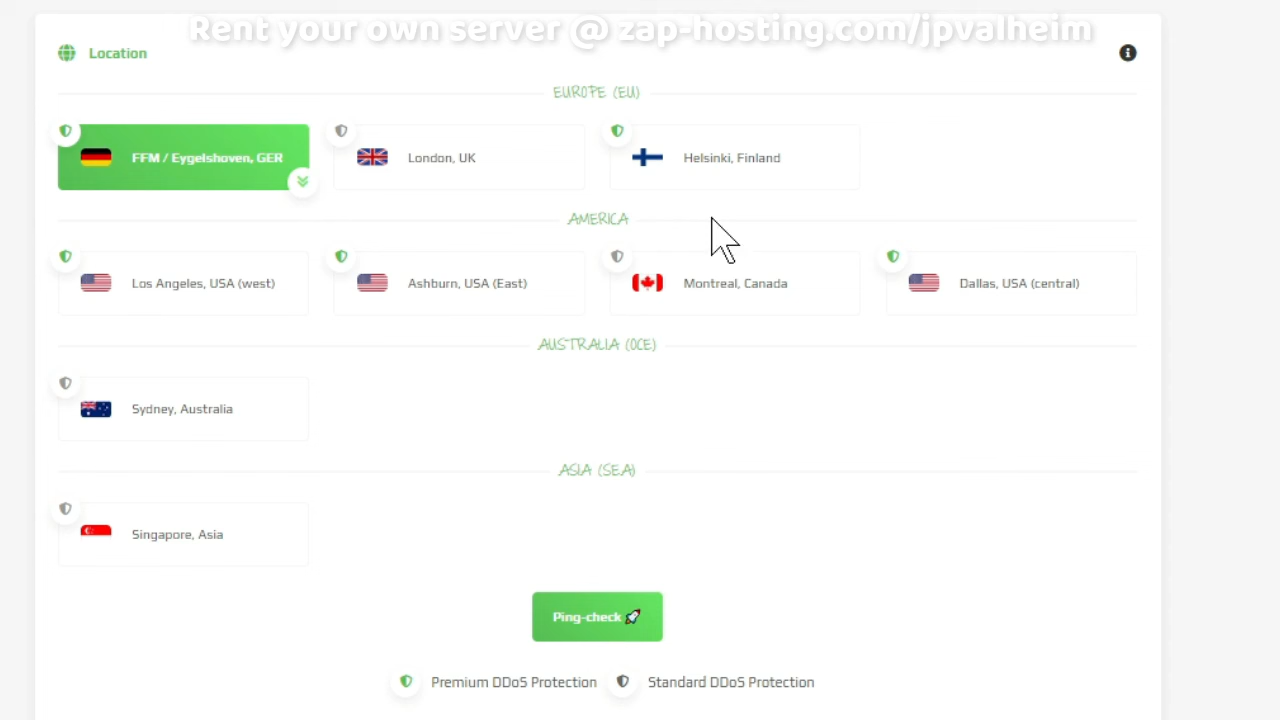 Rent your own server @ zap-hosting.com/jpvalheim
Location
EUROPE (EU)
FFM / Eygelshoven, GER
London, UK
Helsinki, Finland
AMERICA
Los Angeles, USA (west)
Ashburn, USA (East)
Montreal, Canada
Dallas, USA (central)
AUSTRALIA (OCE)
Sydney, Australia
ASIA (SEA)
Singapore, Asia
Ping-check
Premium DDoS Protection
Standard DDoS Protection